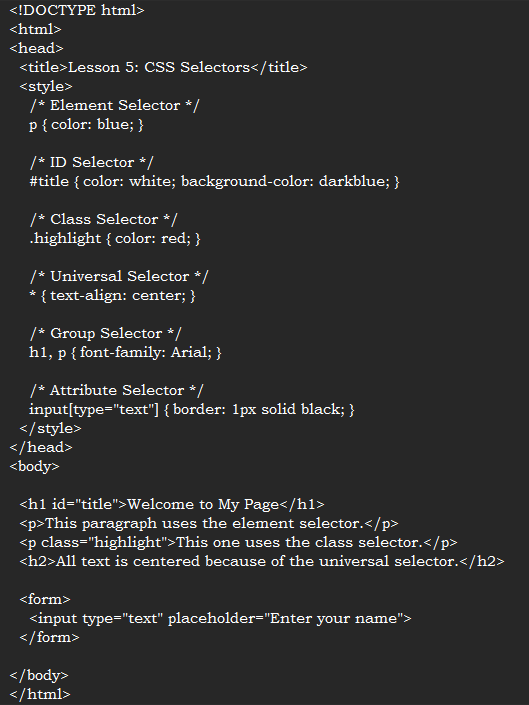 <!DOCTYPE html>
<html>
<head>
<title>Lesson 5: CSS Selectors</title>
<style>
/* Element Selector */
p { color: blue; }
/* ID Selector */
#title { color: white; background-color: darkblue; }
/* Class Selector */
.highlight { color: red; }
/* Universal Selector */
* { text-align: center; }
/* Group Selector */
h1, p { font-family: Arial; }
/* Attribute Selector */
input[type="text"] { border: 1px solid black; }
</style>
</head>
<body>
<h1 id="title">Welcome to My Page</h1>
<p>This paragraph uses the element selector.</p>
<p class="highlight">This one uses the class selector.</p>
<h2>All text is centered because of the universal selector.</h2>
<form>
<input type="text" placeholder="Enter your name">
</form>
</body>
</html>